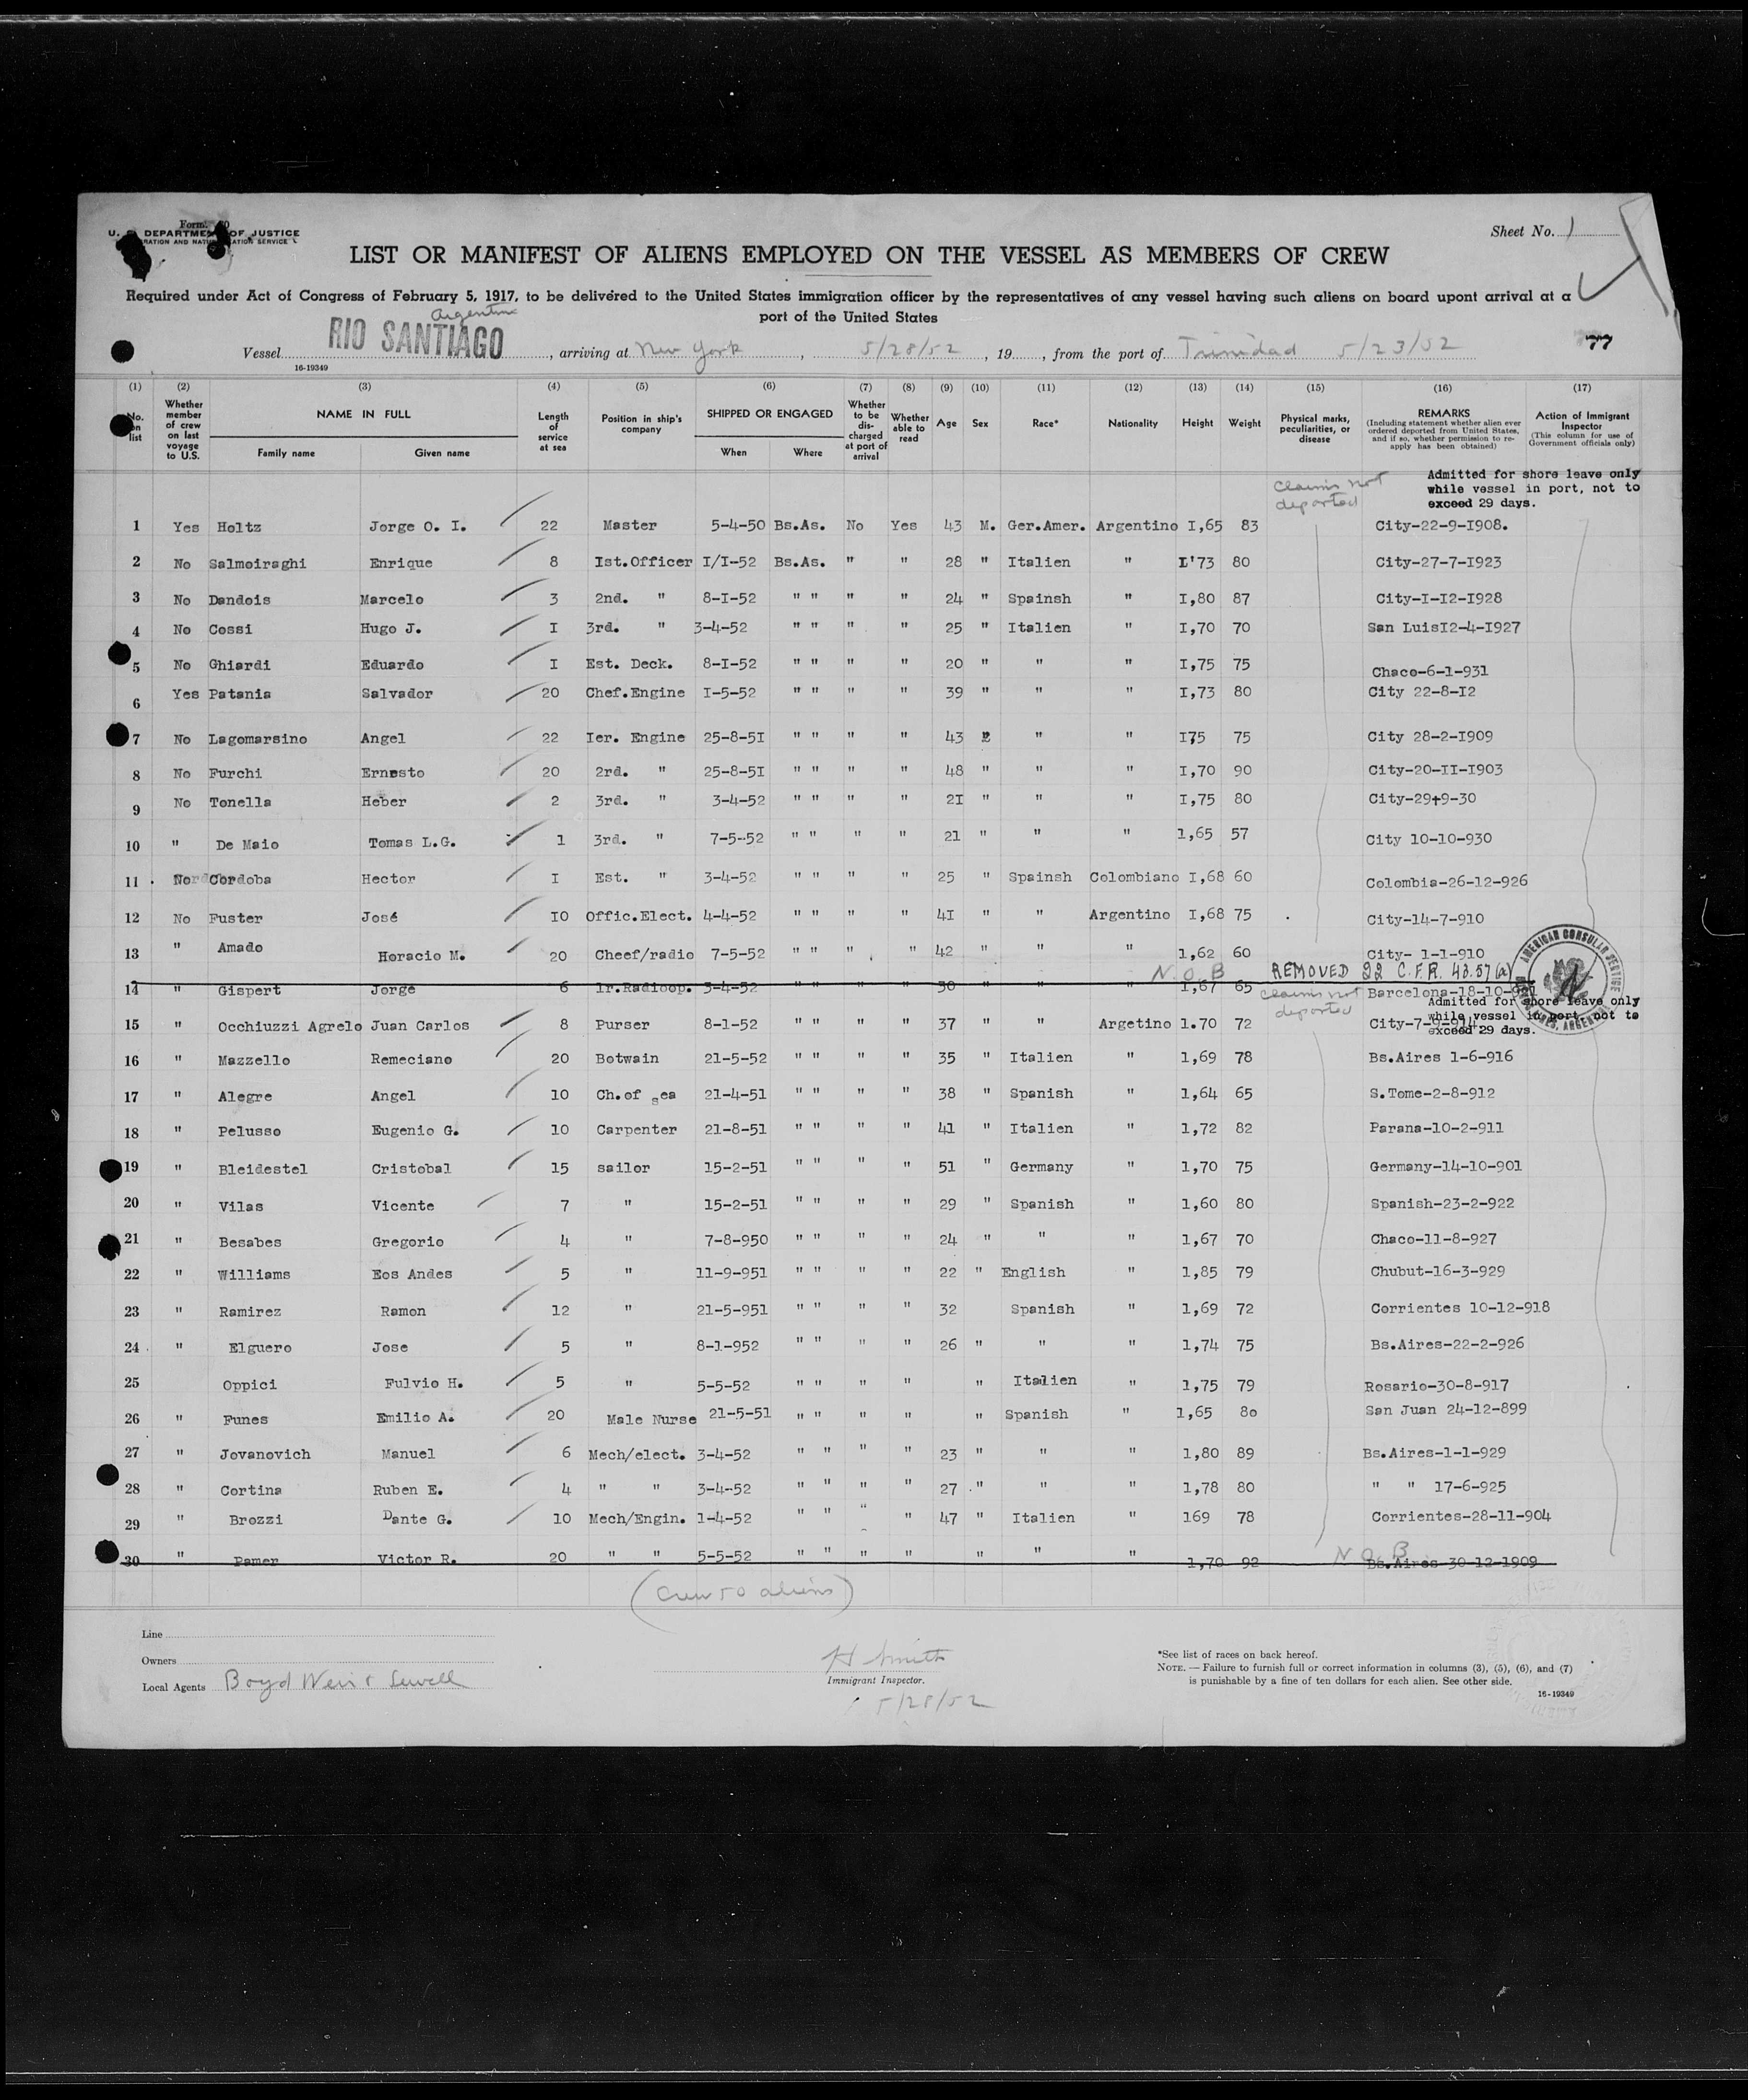 Form
U. S. DEPARTMENT OF JUSTICE
Sheet No. 1
LIST OR MANIFEST OF ALIENS EMPLOYED ON THE VESSEL AS MEMBERS OF CREW
Required under Act of Congress of February 5, 1917, to be delivered to the United States immigration officer by the representatives of any vessel having such aliens on board upont arrival at a
port of the United States
Argentine
Vessel RIO SANTIAGO, arriving at New York, 5/28/52, 19, from the port of Trinidad 5/23/52
77
16-19349
(1) (2) (3) (4) (5) (6) (7) (8) (9) (10) (11) (12) (13) (14) (15) (16) (17)
No. on list
Whether member of crew on last voyage to U.S.
NAME IN FULL
Family name Given name
Length of service at sea
Position in ship's company
SHIPPED OR ENGAGED
When Where
Whether to be discharged at port of arrival
Whether able to read
Age Sex Race* Nationality Height Weight
Physical marks, peculiarities, or disease
REMARKS
(Including statement whether alien ever ordered deported from United States, and if so, whether permission to reapply has been obtained)
Action of Immigrant Inspector
(This column for use of Government officials only)
Claims not deported
Admitted for shore leave only
while vessel in port, not to
exceed 29 days.
1 Yes Holtz Jorge O. I. 22 Master 5-4-50 Bs.As. No Yes 43 M. Ger.Amer. Argentino I,65 83 City-22-9-I908.
2 No Salmoiraghi Enrique 8 Ist.Officer I/I-52 Bs.As. " " 28 " Italien " I'73 80 City-27-7-I923
3 No Dandois Marcelo 3 2nd. " 8-I-52 " " " " 24 " Spainsh " I,80 87 City-I-I2-I928
4 No Cossi Hugo J. I 3rd. " 3-4-52 " " " " 25 " Italien " I,70 70 San LuisI2-4-I927
5 No Ghiardi Eduardo I Est. Deck. 8-I-52 " " " " 20 " " " I,75 75 Chaco-6-1-931
6 Yes Patania Salvador 20 Chef.Engine I-5-52 " " " " 39 " " " I,73 80 City 22-8-I2
7 No Lagomarsino Angel 22 Ier. Engine 25-8-5I " " " " 43 " " I75 75 City 28-2-I909
8 No Furchi Ernesto 20 2rd. " 25-8-5I " " " " 48 " " " I,70 90 City-20-II-I903
9 No Tonella Heber 2 3rd. " 3-4-52 " " " " 2I " " " I,75 80 City-29+9-30
10 " De Maio Tomas L.G. 1 3rd. " 7-5-52 " " " " 21 " " " 1,65 57 City 10-10-930
11 No Cordoba Hector I Est. " 3-4-52 " " " " 25 " Spainsh Colombiano I,68 60 Colombia-26-12-926
12 No Fuster José IO Offic.Elect. 4-4-52 " " " " 4I " " Argentino I,68 75 City-14-7-910
13 " Amado Horacio M. 20 Cheef/radio 7-5-52 " " " " 42 " " " 1,62 60 City- 1-1-910
N.O.B REMOVED 22 C.F.R. 43.57(a)
AMERICAN CONSULAR SERVICE
14 " Gispert Jorge 6 1r.Radioop. 3-4-52 " " " " 30 " " " 1,67 65 Barcelona-18-10-921
Claims not deported
Admitted for shore leave only
while vessel in port, not to
exceed 29 days.
15 " Occhiuzzi Agrelo Juan Carlos 8 Purser 8-1-52 " " " " 37 " " Argetino 1.70 72 City-7-9-914
16 " Mazzello Remeciano 20 Botwain 21-5-52 " " " " 35 " Italien " 1,69 78 Bs.Aires 1-6-916
17 " Alegre Angel 10 Ch.of sea 21-4-51 " " " " 38 " Spanish " 1,64 65 S.Tome-2-8-912
18 " Pelusso Eugenio G. 10 Carpenter 21-8-51 " " " " 41 " Italien " 1,72 82 Parana-10-2-911
19 " Bleidestel Cristobal 15 sailor 15-2-51 " " " " 51 " Germany " 1,70 75 Germany-14-10-901
20 " Vilas Vicente 7 " 15-2-51 " " " " 29 " Spanish " 1,60 80 Spanish-23-2-922
21 " Besabes Gregorio 4 " 7-8-950 " " " " 24 " " " 1,67 70 Chaco-11-8-927
22 " Williams Eos Andes 5 " 11-9-951 " " " " 22 " English " 1,85 79 Chubut-16-3-929
23 " Ramirez Ramon 12 " 21-5-951 " " " " 32 Spanish " 1,69 72 Corrientes 10-12-918
24 " Elguero Jose 5 " 8-1-952 " " " " 26 " " " 1,74 75 Bs.Aires-22-2-926
25 Oppici Fulvio H. 5 " 5-5-52 " " " " " Italien " 1,75 79 Rosario-30-8-917
26 " Funes Emilio A. 20 Male Nurse 21-5-51 " " " " " Spanish " 1,65 80 San Juan 24-12-899
27 " Jovanovich Manuel 6 Mech/elect. 3-4-52 " " " " 23 " " " 1,80 89 Bs.Aires-1-1-929
28 " Cortina Ruben E. 4 " " 3-4-52 " " " " 27 " " " 1,78 80 " " 17-6-925
29 " Brozzi Dante G. 10 Mech/Engin. 1-4-52 " " " " 47 " Italien " 169 78 Corrientes-28-11-904
N.O.B
30 " Pamer Victor R. 20 " " 5-5-52 " " " " " " " 1,70 92 Bs.Aires-30-12-1909
(Crew 50 aliens)
Line
Owners
Local Agents Boyd Weir & Sewell
H Smith
Immigrant Inspector.
5/28/52
*See list of races on back hereof.
NOTE. — Failure to furnish full or correct information in columns (3), (5), (6), and (7)
is punishable by a fine of ten dollars for each alien. See other side.
16-19349